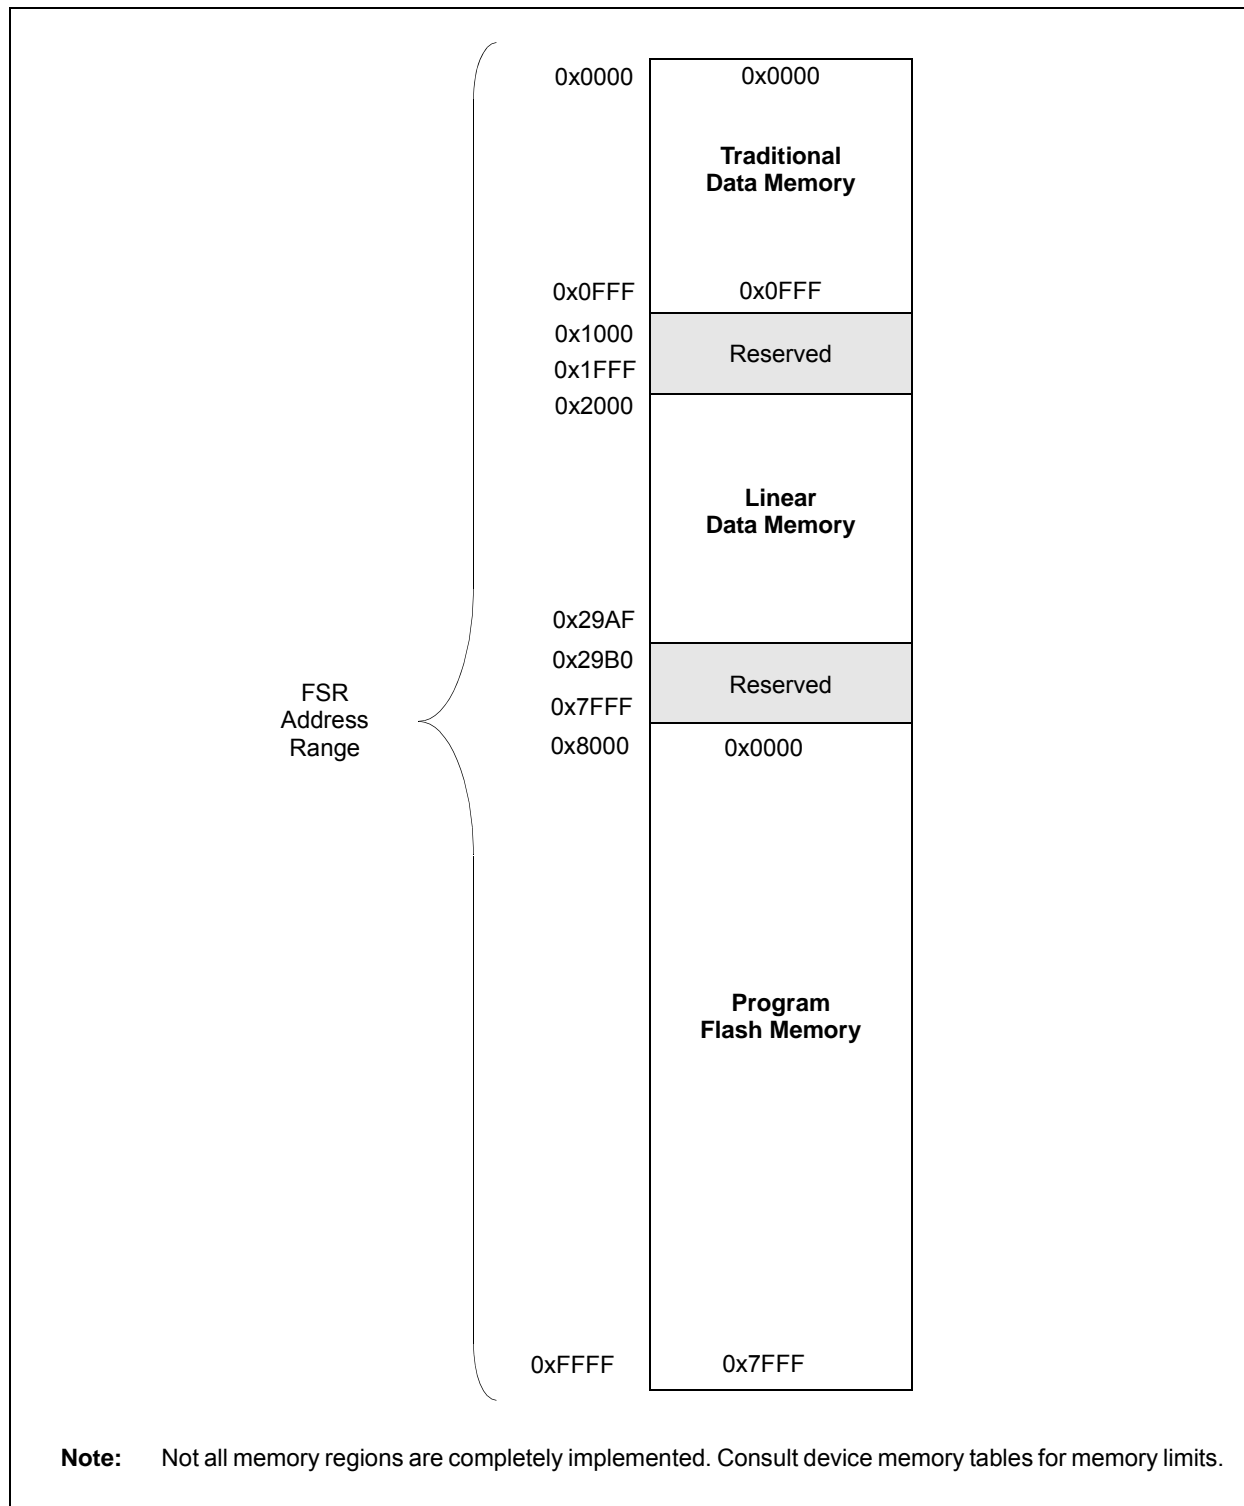 0x0000 0x0000
Traditional
Data Memory
0x0FFF 0x0FFF
0x1000
Reserved
0x1FFF
0x2000
Linear
Data Memory
0x29AF
0x29B0
Reserved
0x7FFF
FSR
Address
Range
0x8000 0x0000
Program
Flash Memory
0xFFFF 0x7FFF
Note: Not all memory regions are completely implemented. Consult device memory tables for memory limits.